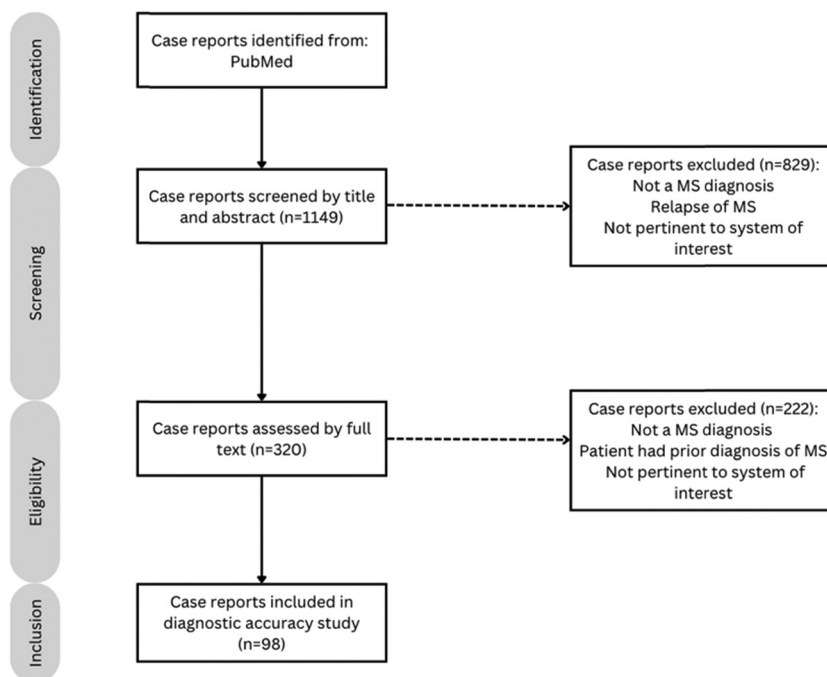 Identification
Case reports identified from:
PubMed
Screening
Case reports screened by title
and abstract (n=1149)
Case reports excluded (n=829):
Not a MS diagnosis
Relapse of MS
Not pertinent to system of
interest
Eligibility
Case reports assessed by full
text (n=320)
Case reports excluded (n=222):
Not a MS diagnosis
Patient had prior diagnosis of MS
Not pertinent to system of
interest
Inclusion
Case reports included in
diagnostic accuracy study
(n=98)